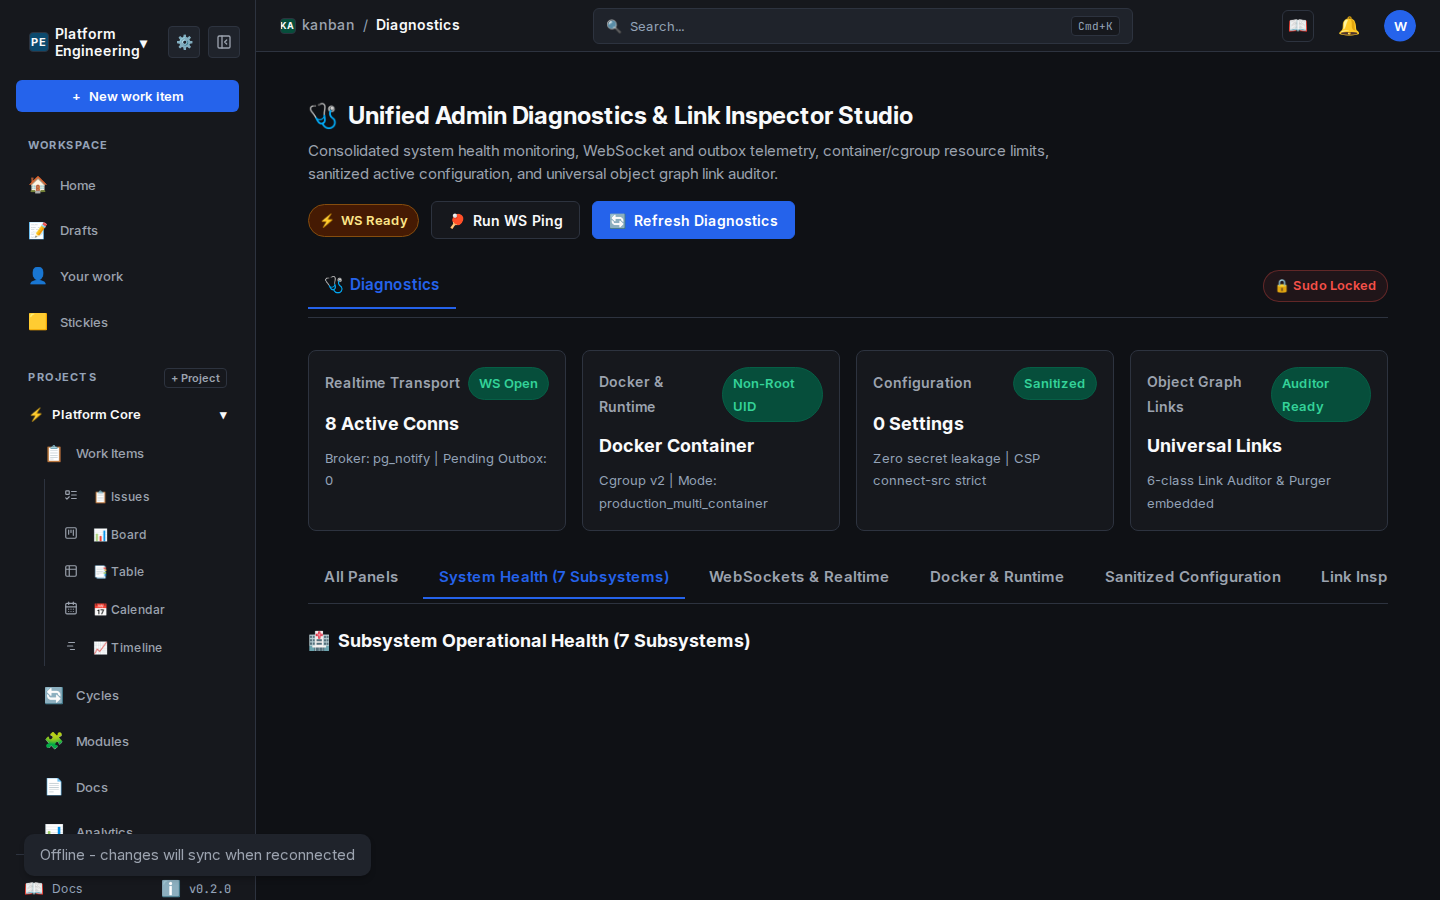 PE
Platform
Engineering ▾
+ New work item
WORKSPACE
Home
Drafts
Your work
Stickies
PROJECTS
+ Project
Platform Core ▾
Work Items
Issues
Board
Table
Calendar
Timeline
Cycles
Modules
Docs
Analytics
Offline - changes will sync when reconnected
Docs
v0.2.0
KA kanban / Diagnostics
Search...
Cmd+K
W
Unified Admin Diagnostics & Link Inspector Studio
Consolidated system health monitoring, WebSocket and outbox telemetry, container/cgroup resource limits,
sanitized active configuration, and universal object graph link auditor.
WS Ready
Run WS Ping
Refresh Diagnostics
Diagnostics
Sudo Locked
Realtime Transport
WS Open
8 Active Conns
Broker: pg_notify | Pending Outbox:
0
Docker &
Runtime
Non-Root
UID
Docker Container
Cgroup v2 | Mode:
production_multi_container
Configuration
Sanitized
0 Settings
Zero secret leakage | CSP
connect-src strict
Object Graph
Links
Auditor
Ready
Universal Links
6-class Link Auditor & Purger
embedded
All Panels
System Health (7 Subsystems)
WebSockets & Realtime
Docker & Runtime
Sanitized Configuration
Link Insp
Subsystem Operational Health (7 Subsystems)